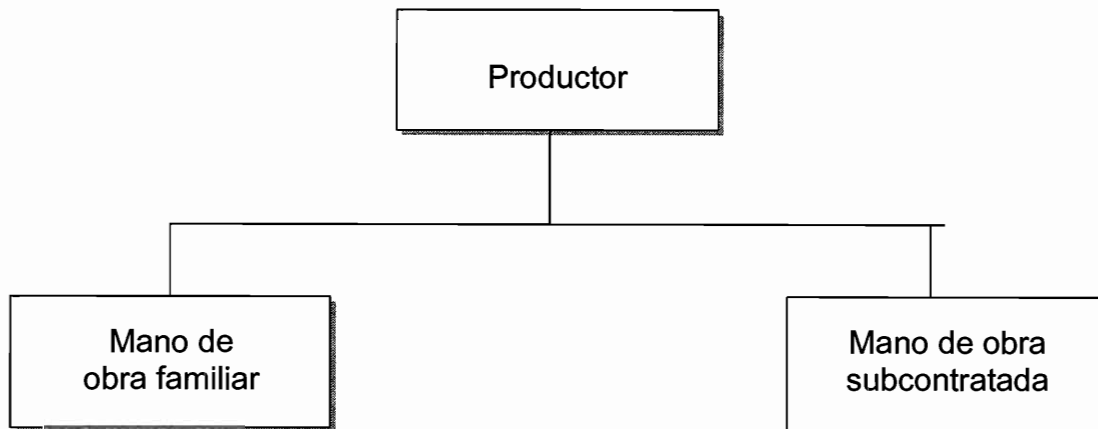 Productor
Mano de
obra familiar
Mano de obra
subcontratada